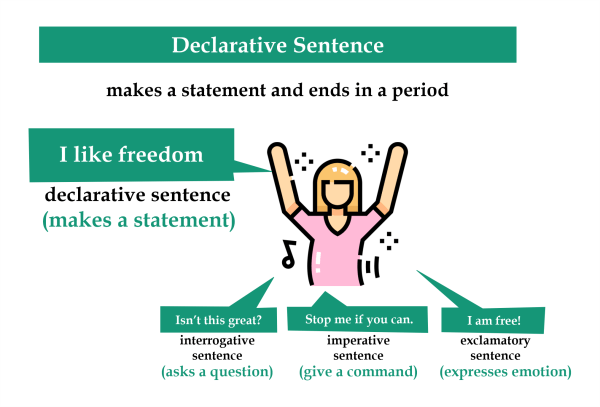 Declarative Sentence
makes a statement and ends in a period
I like freedom
declarative sentence
(makes a statement)
Isn't this great?
interrogative
sentence
(asks a question)
Stop me if you can.
imperative
sentence
(give a command)
I am free!
exclamatory
sentence
(expresses emotion)